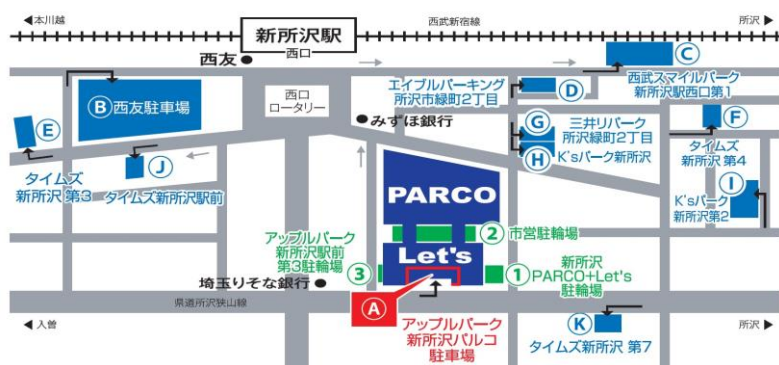 ◀本川越
新所沢駅
西武新宿線
所沢▶
西口
西友
C
エイブルパーキング
所沢市緑町2丁目
D
西武スマイルパーク
新所沢駅西口第1
B 西友駐車場
西口
ロータリー
みずほ銀行
E
G
三井リパーク
所沢緑町2丁目
F
H K'sパーク新所沢
タイムズ
新所沢 第4
J
タイムズ
新所沢 第3
タイムズ新所沢駅前
PARCO
I
K'sパーク
新所沢第2
② 市営駐輪場
アップルパーク
新所沢駅前
第3駐輪場
③
Let's
①
新所沢
PARCO+Let's
駐輪場
埼玉りそな銀行
県道所沢狭山線
A
アップルパーク
新所沢パルコ
駐車場
K
タイムズ新所沢 第7
◀入曽
所沢▶